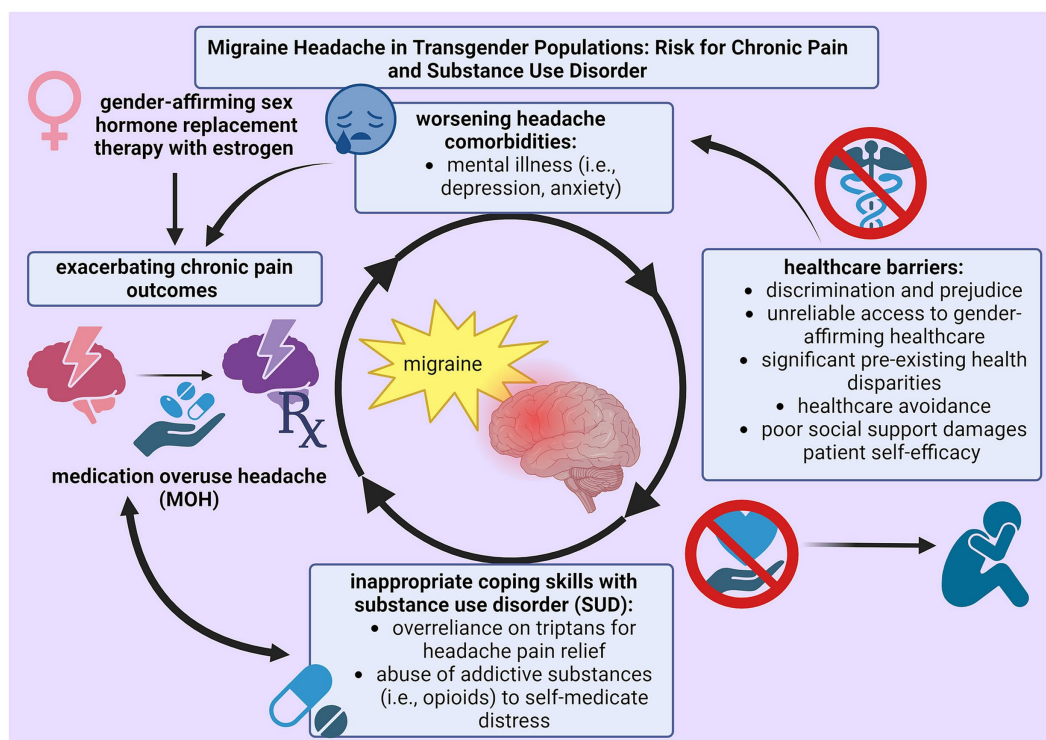 Migraine Headache in Transgender Populations: Risk for Chronic Pain
and Substance Use Disorder
gender-affirming sex
hormone replacement
therapy with estrogen
worsening headache
comorbidities:
• mental illness (i.e.,
depression, anxiety)
exacerbating chronic pain
outcomes
healthcare barriers:
• discrimination and prejudice
• unreliable access to gender-
affirming healthcare
• significant pre-existing health
disparities
• healthcare avoidance
• poor social support damages
patient self-efficacy
migraine
Rx
medication overuse headache
(MOH)
inappropriate coping skills with
substance use disorder (SUD):
• overreliance on triptans for
headache pain relief
• abuse of addictive substances
(i.e., opioids) to self-medicate
distress